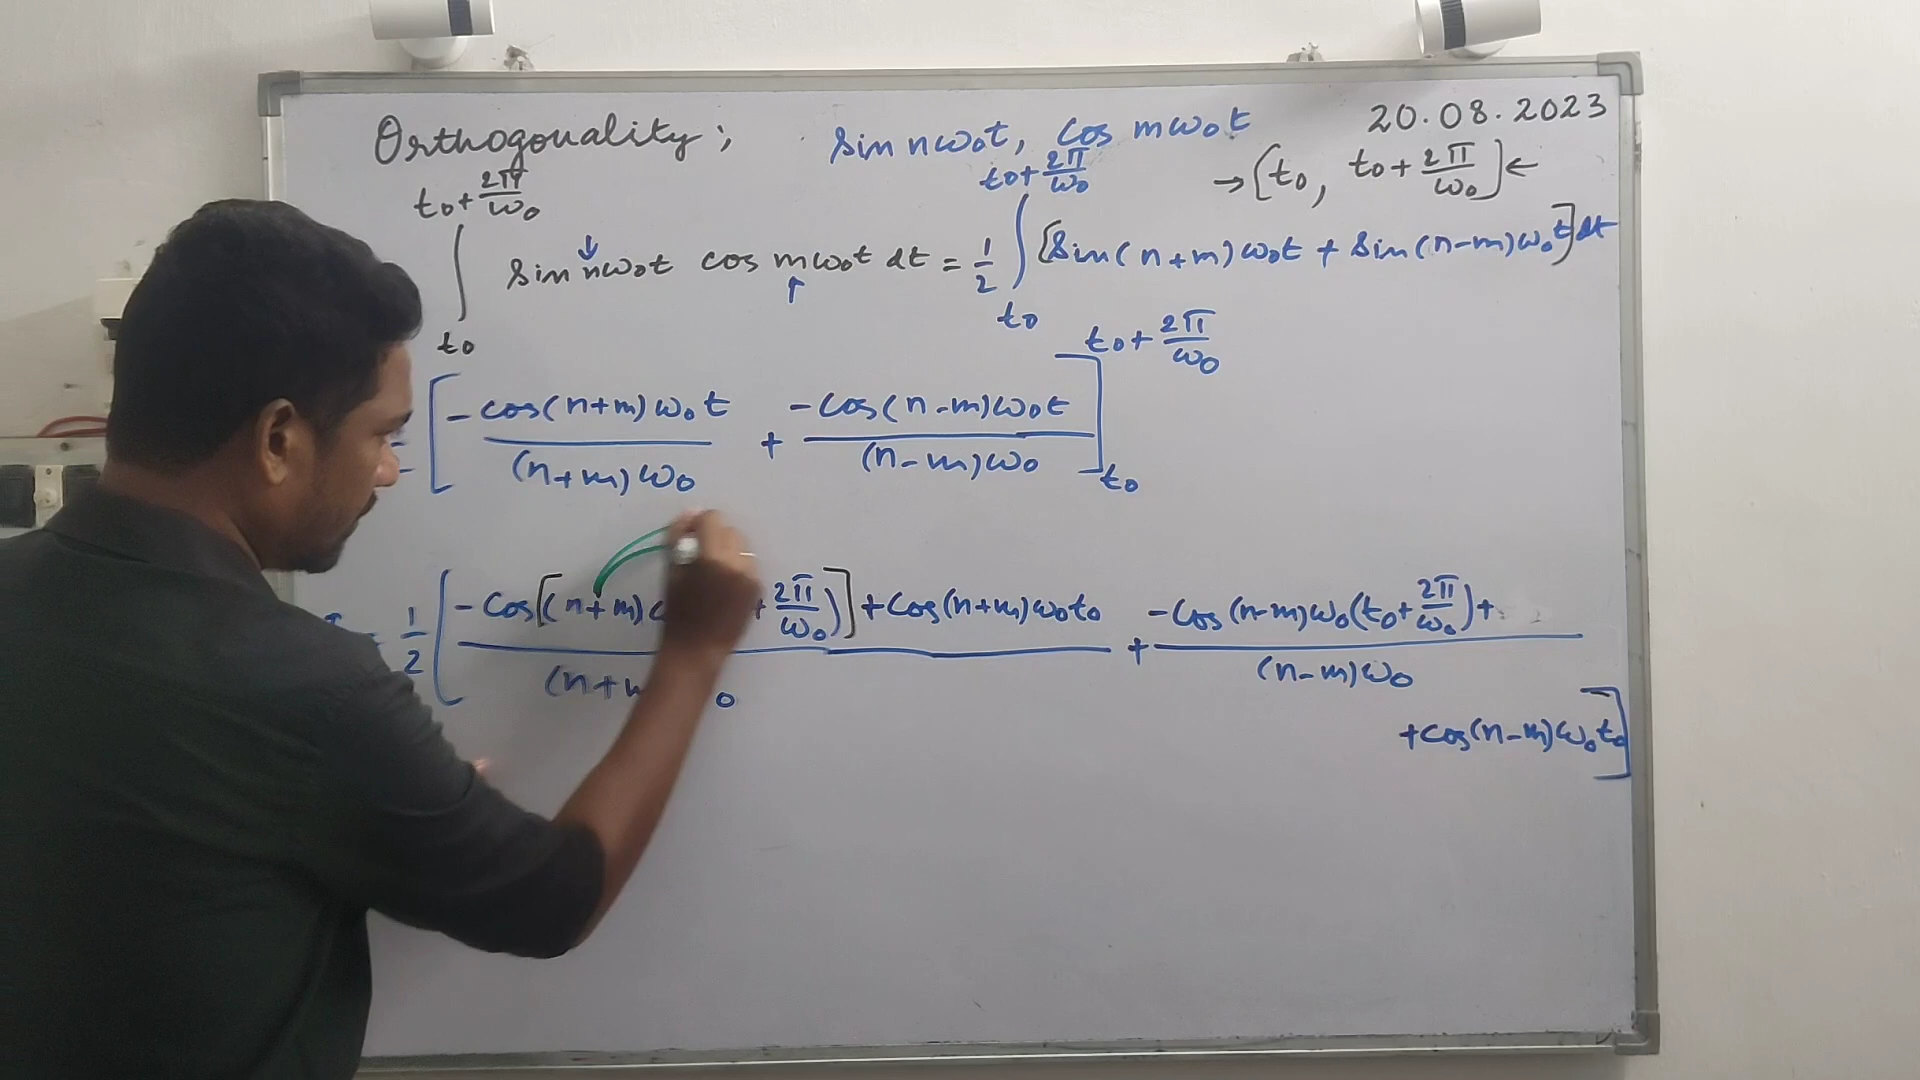 Orthogonality; sin nω₀t, cos mω₀t 20.08.2023
→ [t₀, t₀+2π/ω₀] ←
∫_{t₀}^{t₀+2π/ω₀} sin nω₀t cos mω₀t dt = 1/2 ∫_{t₀}^{t₀+2π/ω₀} [sin(n+m)ω₀t + sin(n-m)ω₀t] dt
[-cos(n+m)ω₀t/(n+m)ω₀ + -cos(n-m)ω₀t/(n-m)ω₀]_{t₀}^{t₀+2π/ω₀}
= 1/2 [-cos[(n+m) + 2π/ω₀)] + cos(n+m)ω₀t₀/(n+ ₀ + -cos(n-m)ω₀(t₀+2π/ω₀)+/(n-m)ω₀
+cos(n-m)ω₀t₀]